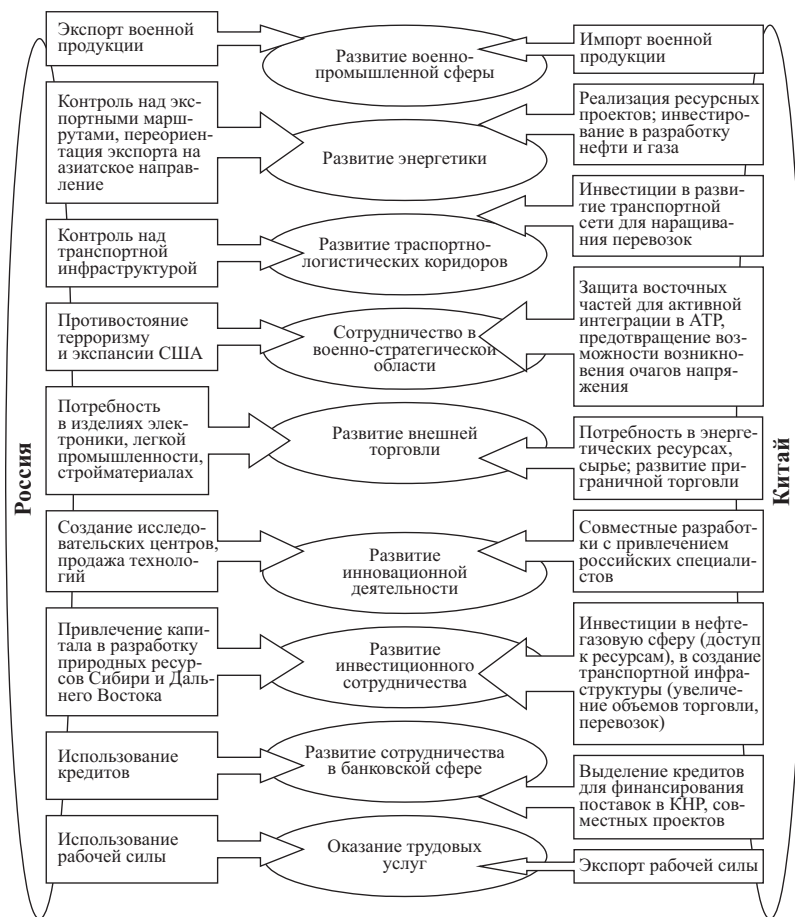 Россия
Экспорт военной
продукции
Развитие военно-
промышленной сферы
Импорт военной
продукции
Контроль над экс-
портными марш-
рутами, переориен-
тация экспорта на
азиатское направ-
ление
Развитие энергетики
Реализация ресурсных
проектов; инвестиро-
вание в разработку
нефти и газа
Контроль над
транспортной
инфраструктурой
Развитие траспортно-
логистических коридоров
Инвестиции в разви-
тие транспортной
сети для наращи-
вания перевозок
Противостояние
терроризму
и экспансии США
Сотрудничество в
военно-стратегической
области
Защита восточных
частей для активной
интеграции в АТР,
предотвращение воз-
можности возникно-
вения очагов напря-
жения
Потребность
в изделиях элек-
троники, легкой
промышленности,
стройматериалах
Развитие внешней
торговли
Потребность в энерге-
тических ресурсах,
сырье; развитие при-
граничной торговли
Создание исследо-
вательских центров,
продажа техноло-
гий
Развитие
инновационной
деятельности
Совместные разработ-
ки с привлечением
российских специали-
стов
Привлечение капи-
тала в разработку
природных ресур-
сов Сибири и Даль-
него Востока
Развитие
инвестиционного
сотрудничества
Инвестиции в нефте-
газовую сферу (доступ
к ресурсам), в создание
транспортной инфра-
структуры (увеличе-
ние объемов торговли,
перевозок)
Использование
кредитов
Развитие сотрудничества
в банковской сфере
Выделение кредитов
для финансирования
поставок в КНР, сов-
местных проектов
Использование
рабочей силы
Оказание трудовых
услуг
Экспорт рабочей силы
Китай